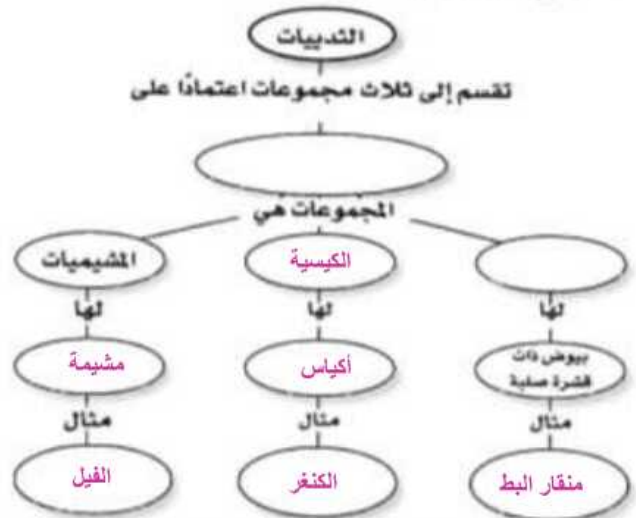 الثدييات
تقسم إلى ثلاث مجموعات اعتمادًا على
المجموعات هي
المشيميات
الكيسية
لها
لها
لها
مشيمة
أكياس
بيوض ذات
قشرة صلبة
مثال
مثال
مثال
الفيل
الكنغر
منقار البط